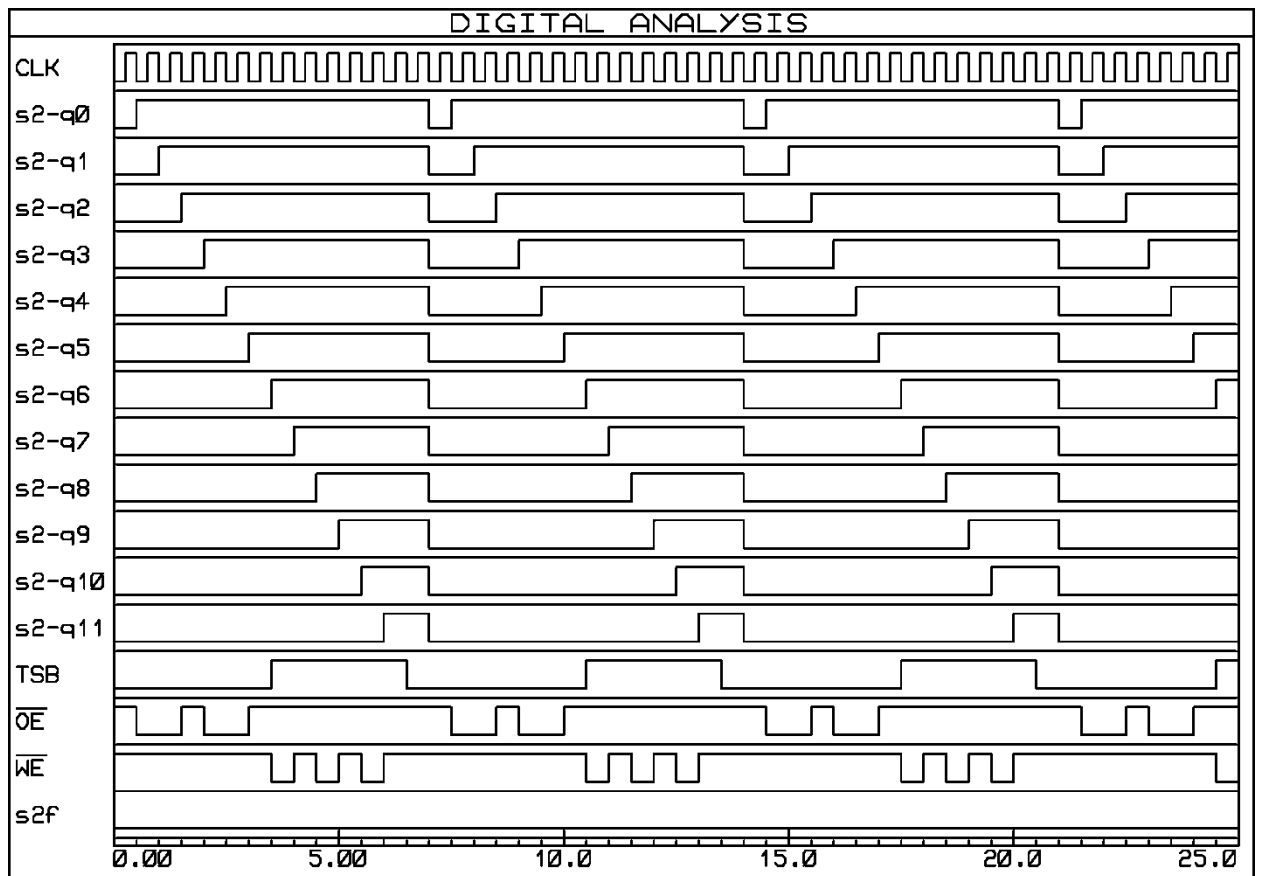 DIGITAL ANALYSIS
CLK
s2-q0
s2-q1
s2-q2
s2-q3
s2-q4
s2-q5
s2-q6
s2-q7
s2-q8
s2-q9
s2-q10
s2-q11
TSB
O̅E̅
W̅E̅
s2f
0.00 5.00 10.0 15.0 20.0 25.0